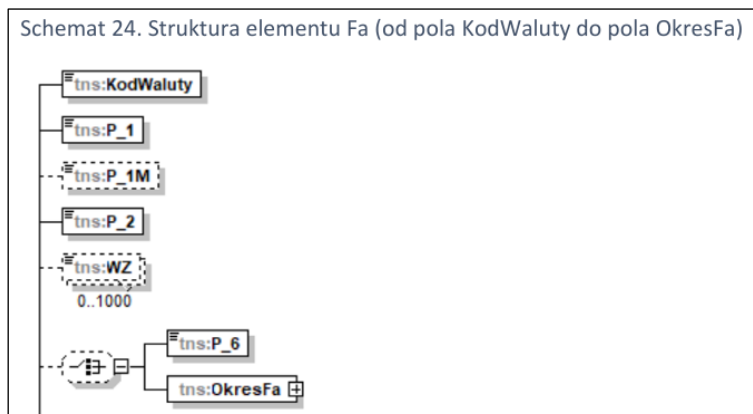 Schemat 24. Struktura elementu Fa (od pola KodWaluty do pola OkresFa)
tns:KodWaluty
tns:P_1
tns:P_1M
tns:P_2
tns:WZ
0..1000
tns:P_6
tns:OkresFa